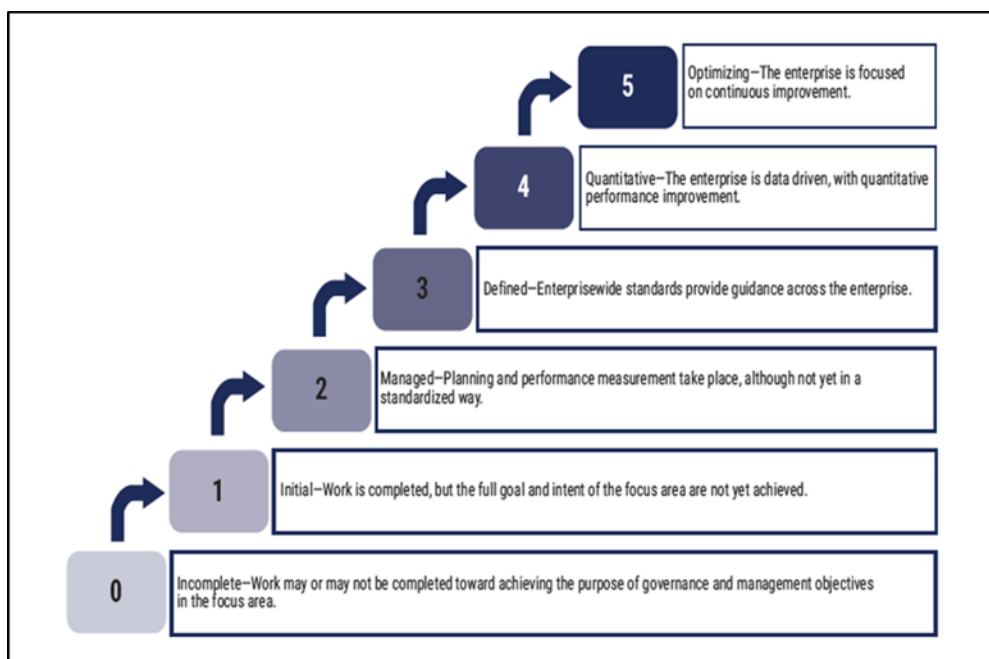 5
Optimizing—The enterprise is focused
on continuous improvement.
4
Quantitative—The enterprise is data driven, with quantitative
performance improvement.
3
Defined—Enterprisewide standards provide guidance across the enterprise.
2
Managed—Planning and performance measurement take place, although not yet in a
standardized way.
1
Initial—Work is completed, but the full goal and intent of the focus area are not yet achieved.
0
Incomplete—Work may or may not be completed toward achieving the purpose of governance and management objectives
in the focus area.